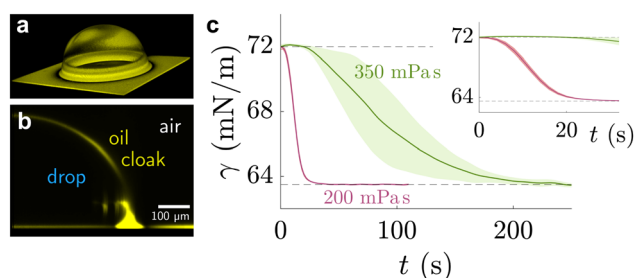 a
b
air
oil
cloak
drop
100 µm
c
72
68
64
γ (mN/m)
350 mPas
200 mPas
0
100
200
t (s)
72
64
0
20
t (s)